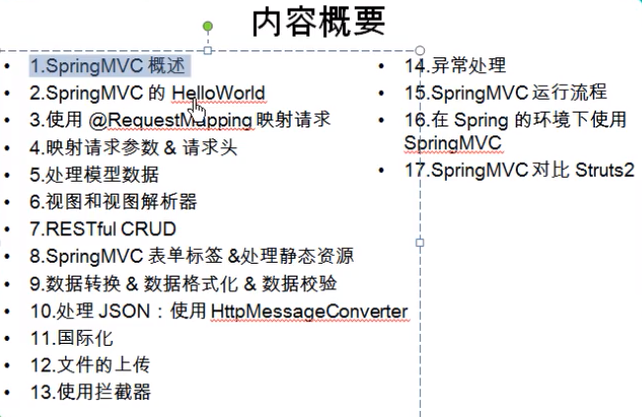 内容概要
• 1.SpringMVC 概述
• 2.SpringMVC 的 HelloWorld
• 3.使用 @RequestMapping 映射请求
• 4.映射请求参数 & 请求头
• 5.处理模型数据
• 6.视图和视图解析器
• 7.RESTful CRUD
• 8.SpringMVC 表单标签 &处理静态资源
• 9.数据转换 & 数据格式化 & 数据校验
• 10.处理 JSON：使用 HttpMessageConverter
• 11.国际化
• 12.文件的上传
• 13.使用拦截器
• 14.异常处理
• 15.SpringMVC 运行流程
• 16.在 Spring 的环境下使用
SpringMVC
• 17.SpringMVC 对比 Struts2